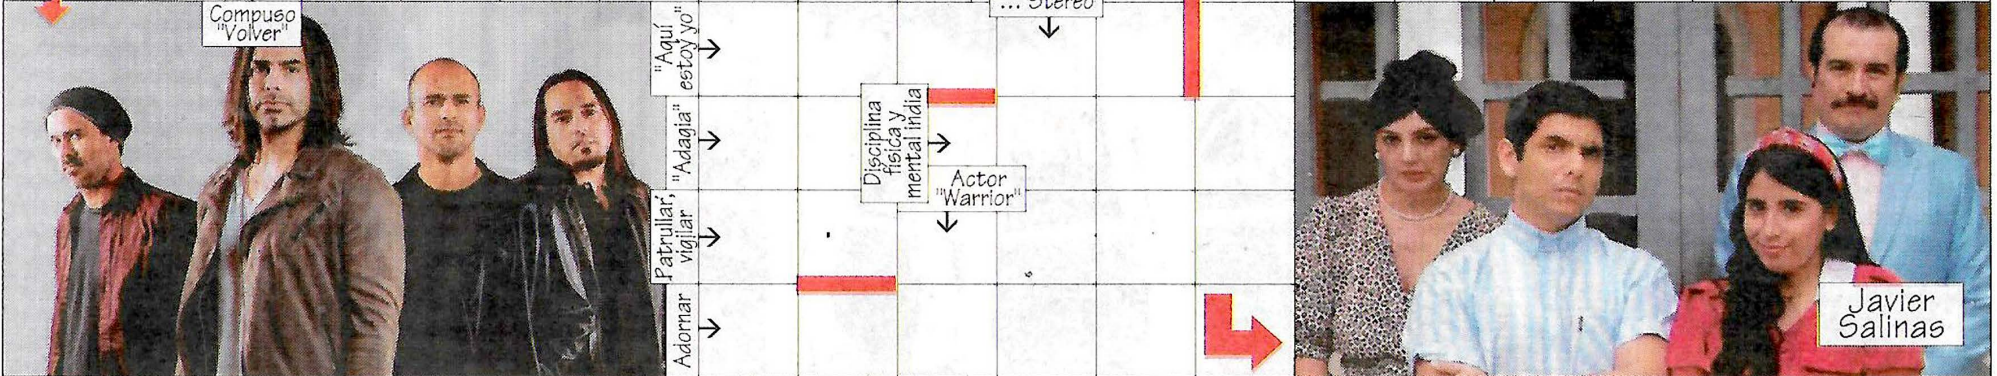 Compuso
"Volver"
"Aquí
estoy yo"
... Stereo
"Adagia"
Disciplina
física y
mental india
Actor
"Warrior"
Patrullar,
vigilar
Adornar
Javier
Salinas